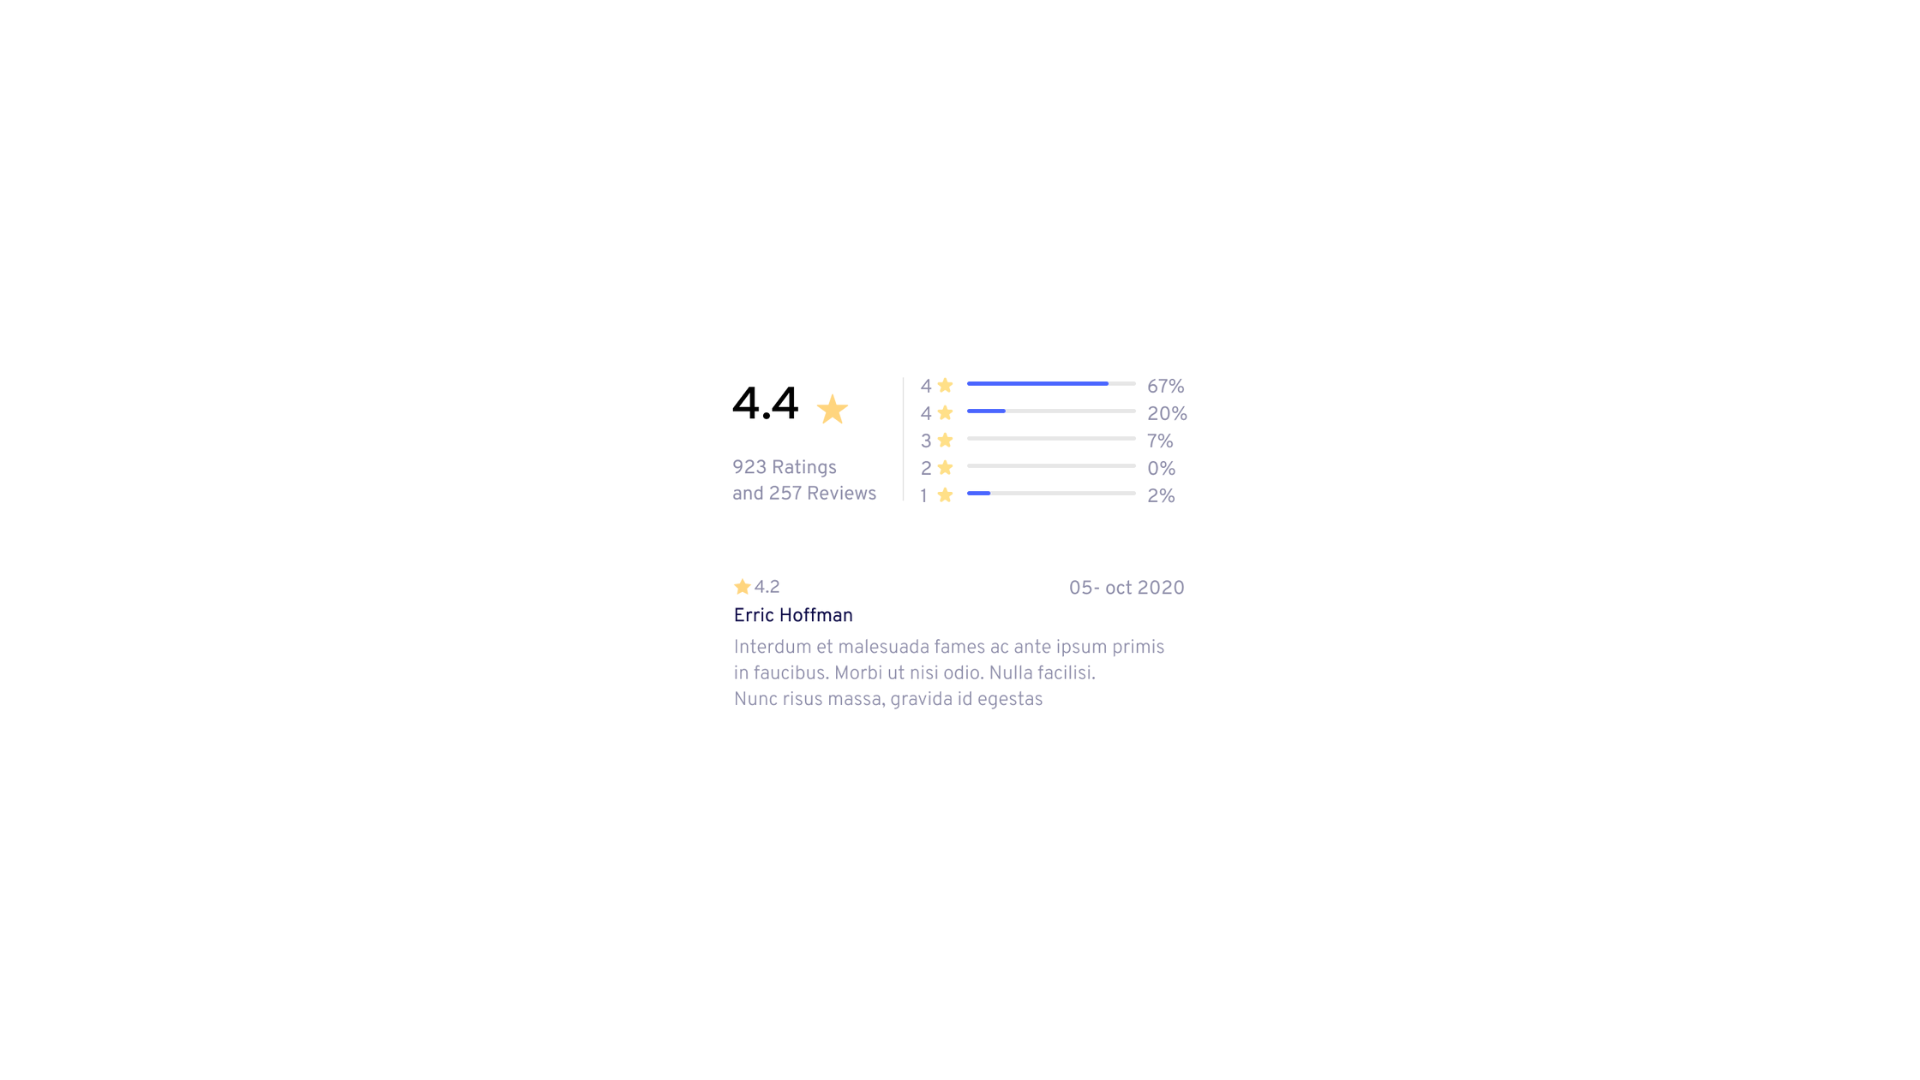 4.4
923 Ratings
and 257 Reviews
4 67%
4 20%
3 7%
2 0%
1 2%
4.2 05- oct 2020
Erric Hoffman
Interdum et malesuada fames ac ante ipsum primis
in faucibus. Morbi ut nisi odio. Nulla facilisi.
Nunc risus massa, gravida id egestas